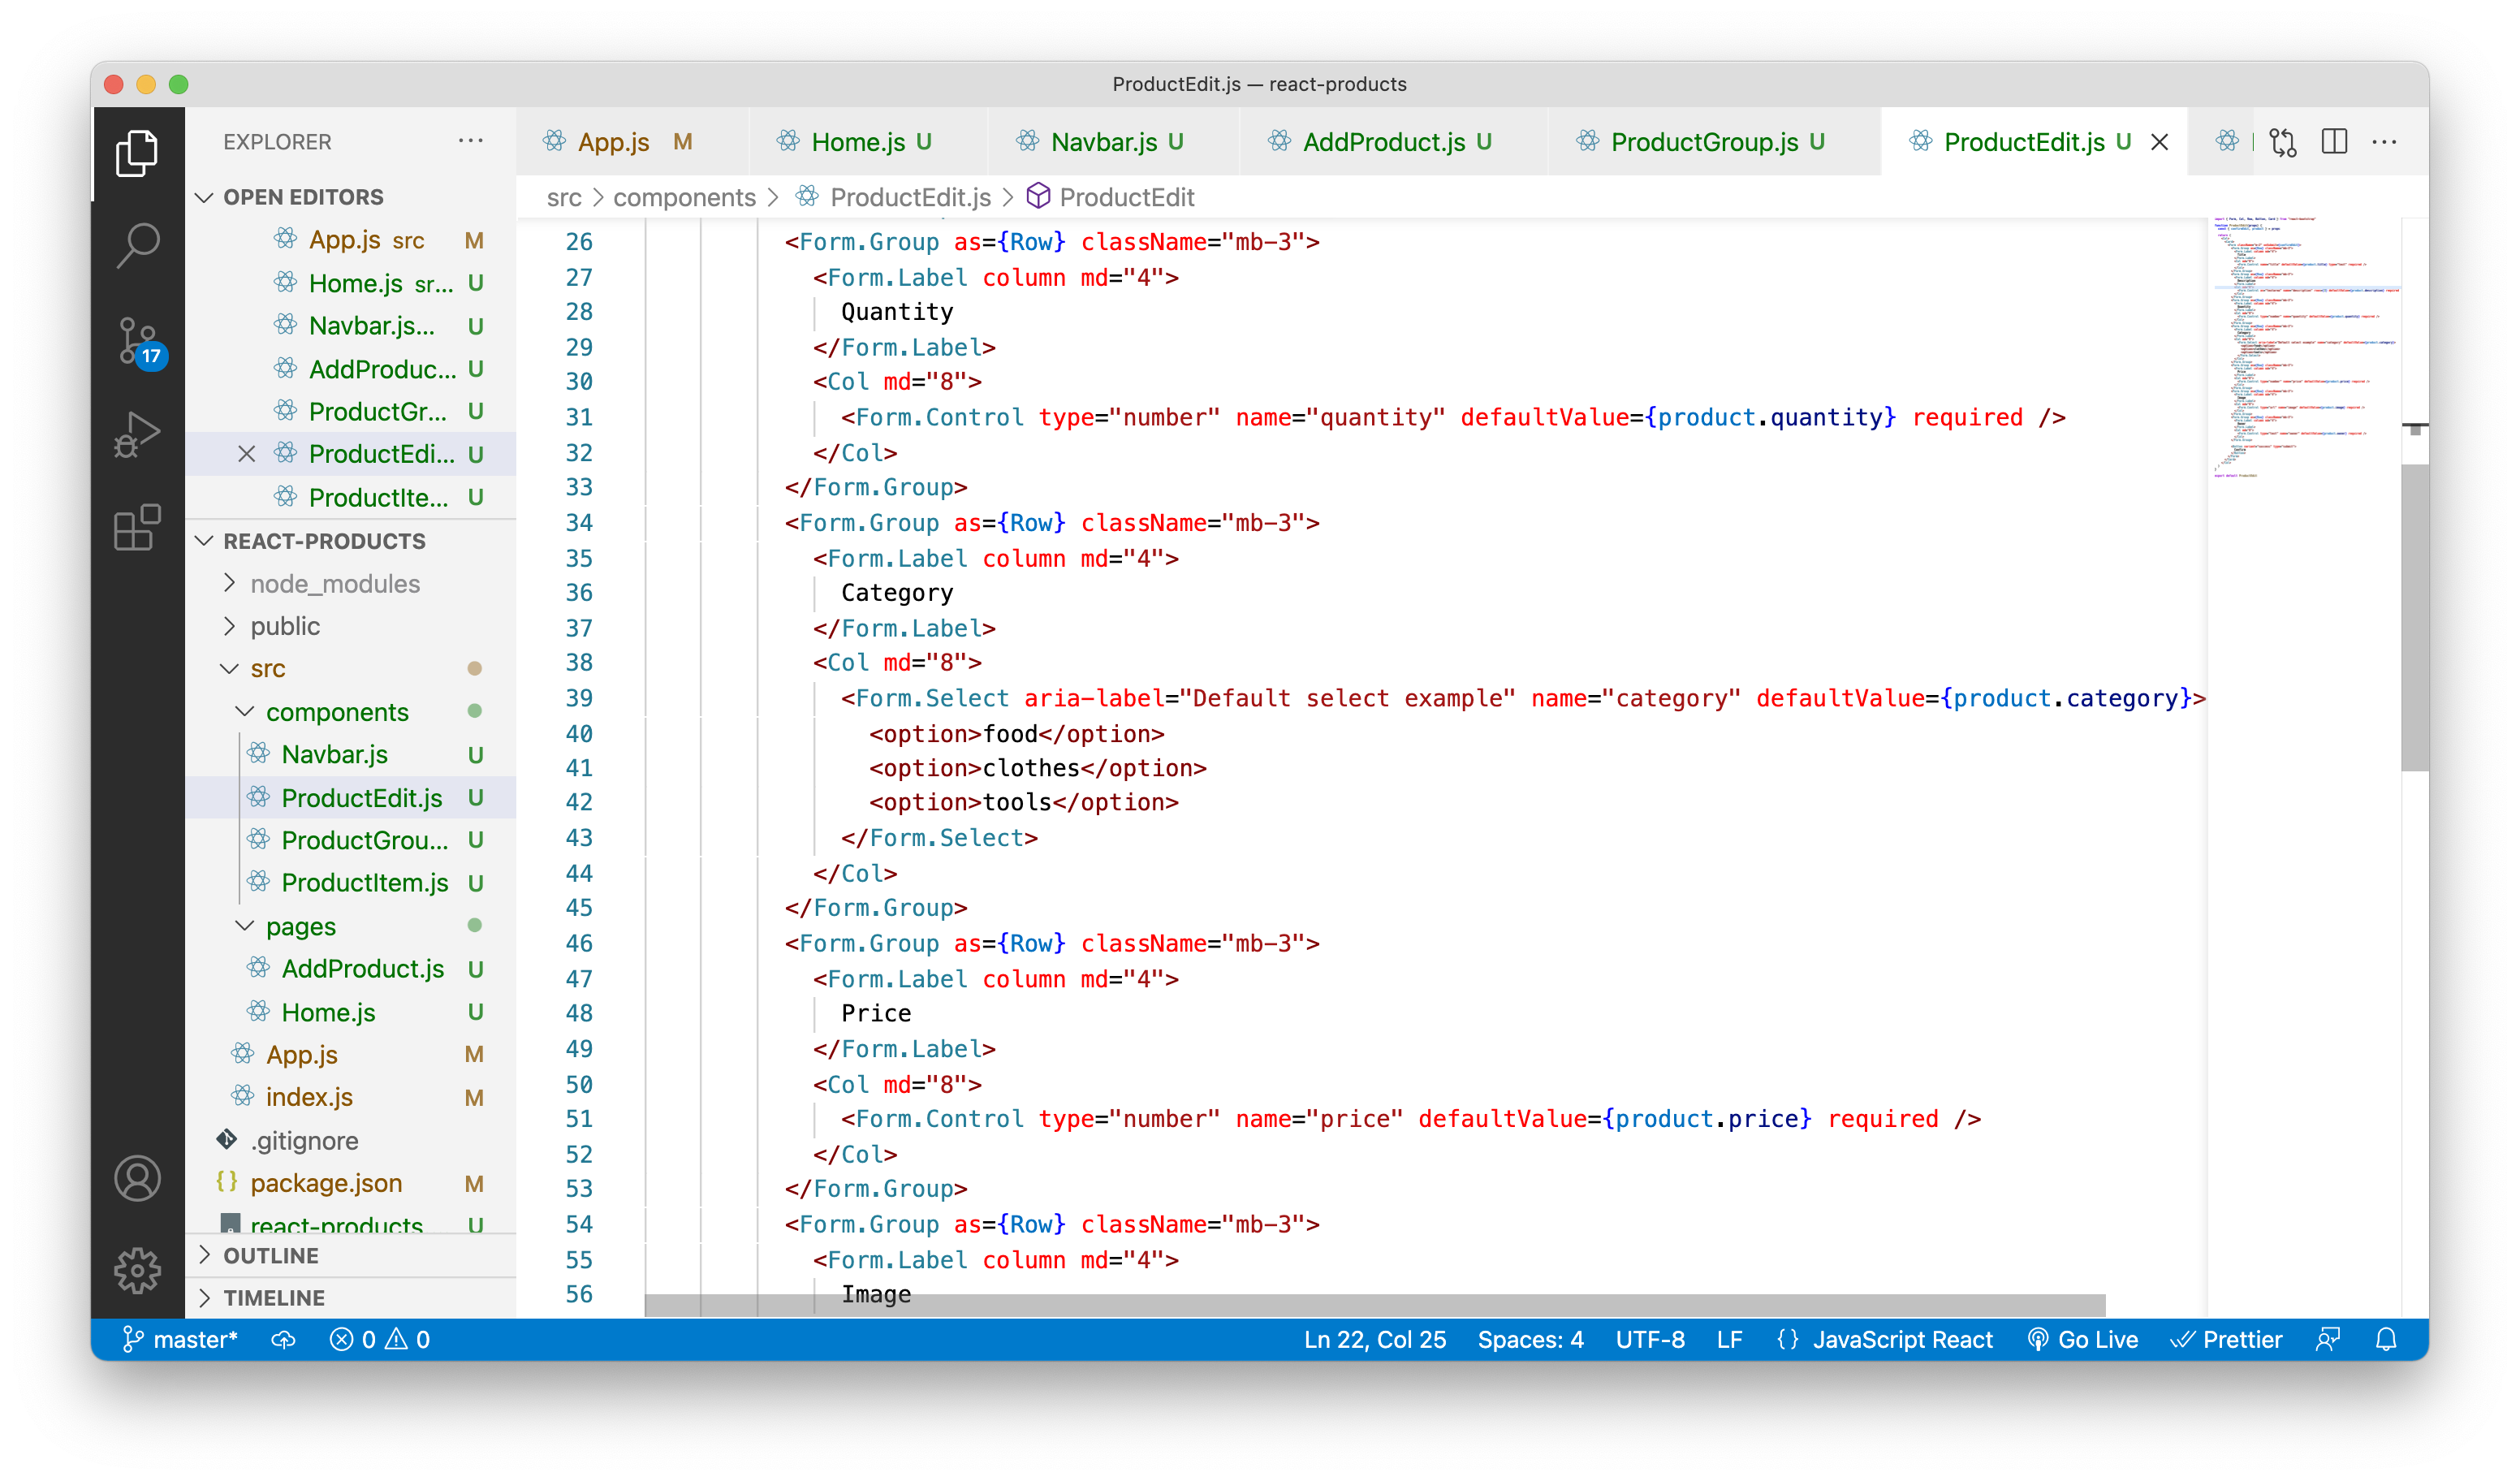 ProductEdit.js — react-products
EXPLORER
App.js M
Home.js U
Navbar.js U
AddProduct.js U
ProductGroup.js U
ProductEdit.js U
src > components > ProductEdit.js > ProductEdit
OPEN EDITORS
App.js src M
Home.js sr... U
Navbar.js... U
AddProduc... U
ProductGr... U
ProductEdi... U
ProductIte... U
REACT-PRODUCTS
node_modules
public
src
components
Navbar.js U
ProductEdit.js U
ProductGrou... U
ProductItem.js U
pages
AddProduct.js U
Home.js U
App.js M
index.js M
.gitignore
{} package.json M
react-products U
OUTLINE
TIMELINE
17
26 <Form.Group as={Row} className="mb-3">
27 <Form.Label column md="4">
28 Quantity
29 </Form.Label>
30 <Col md="8">
31 <Form.Control type="number" name="quantity" defaultValue={product.quantity} required />
32 </Col>
33 </Form.Group>
34 <Form.Group as={Row} className="mb-3">
35 <Form.Label column md="4">
36 Category
37 </Form.Label>
38 <Col md="8">
39 <Form.Select aria-label="Default select example" name="category" defaultValue={product.category}>
40 <option>food</option>
41 <option>clothes</option>
42 <option>tools</option>
43 </Form.Select>
44 </Col>
45 </Form.Group>
46 <Form.Group as={Row} className="mb-3">
47 <Form.Label column md="4">
48 Price
49 </Form.Label>
50 <Col md="8">
51 <Form.Control type="number" name="price" defaultValue={product.price} required />
52 </Col>
53 </Form.Group>
54 <Form.Group as={Row} className="mb-3">
55 <Form.Label column md="4">
56 Image
master* 0 0 Ln 22, Col 25 Spaces: 4 UTF-8 LF {} JavaScript React Go Live Prettier